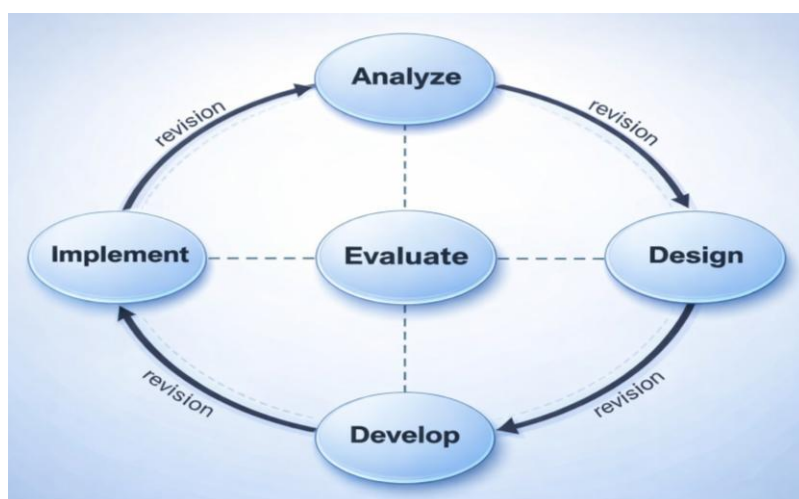 Analyze
revision
revision
Implement
Evaluate
Design
revision
revision
Develop